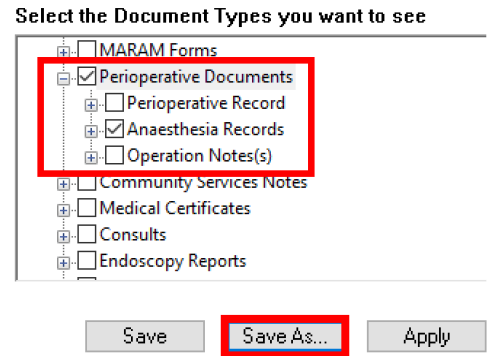 Select the Document Types you want to see
MARAM Forms
Perioperative Documents
Perioperative Record
Anaesthesia Records
Operation Notes(s)
Community Services Notes
Medical Certificates
Consults
Endoscopy Reports
Save Save As... Apply